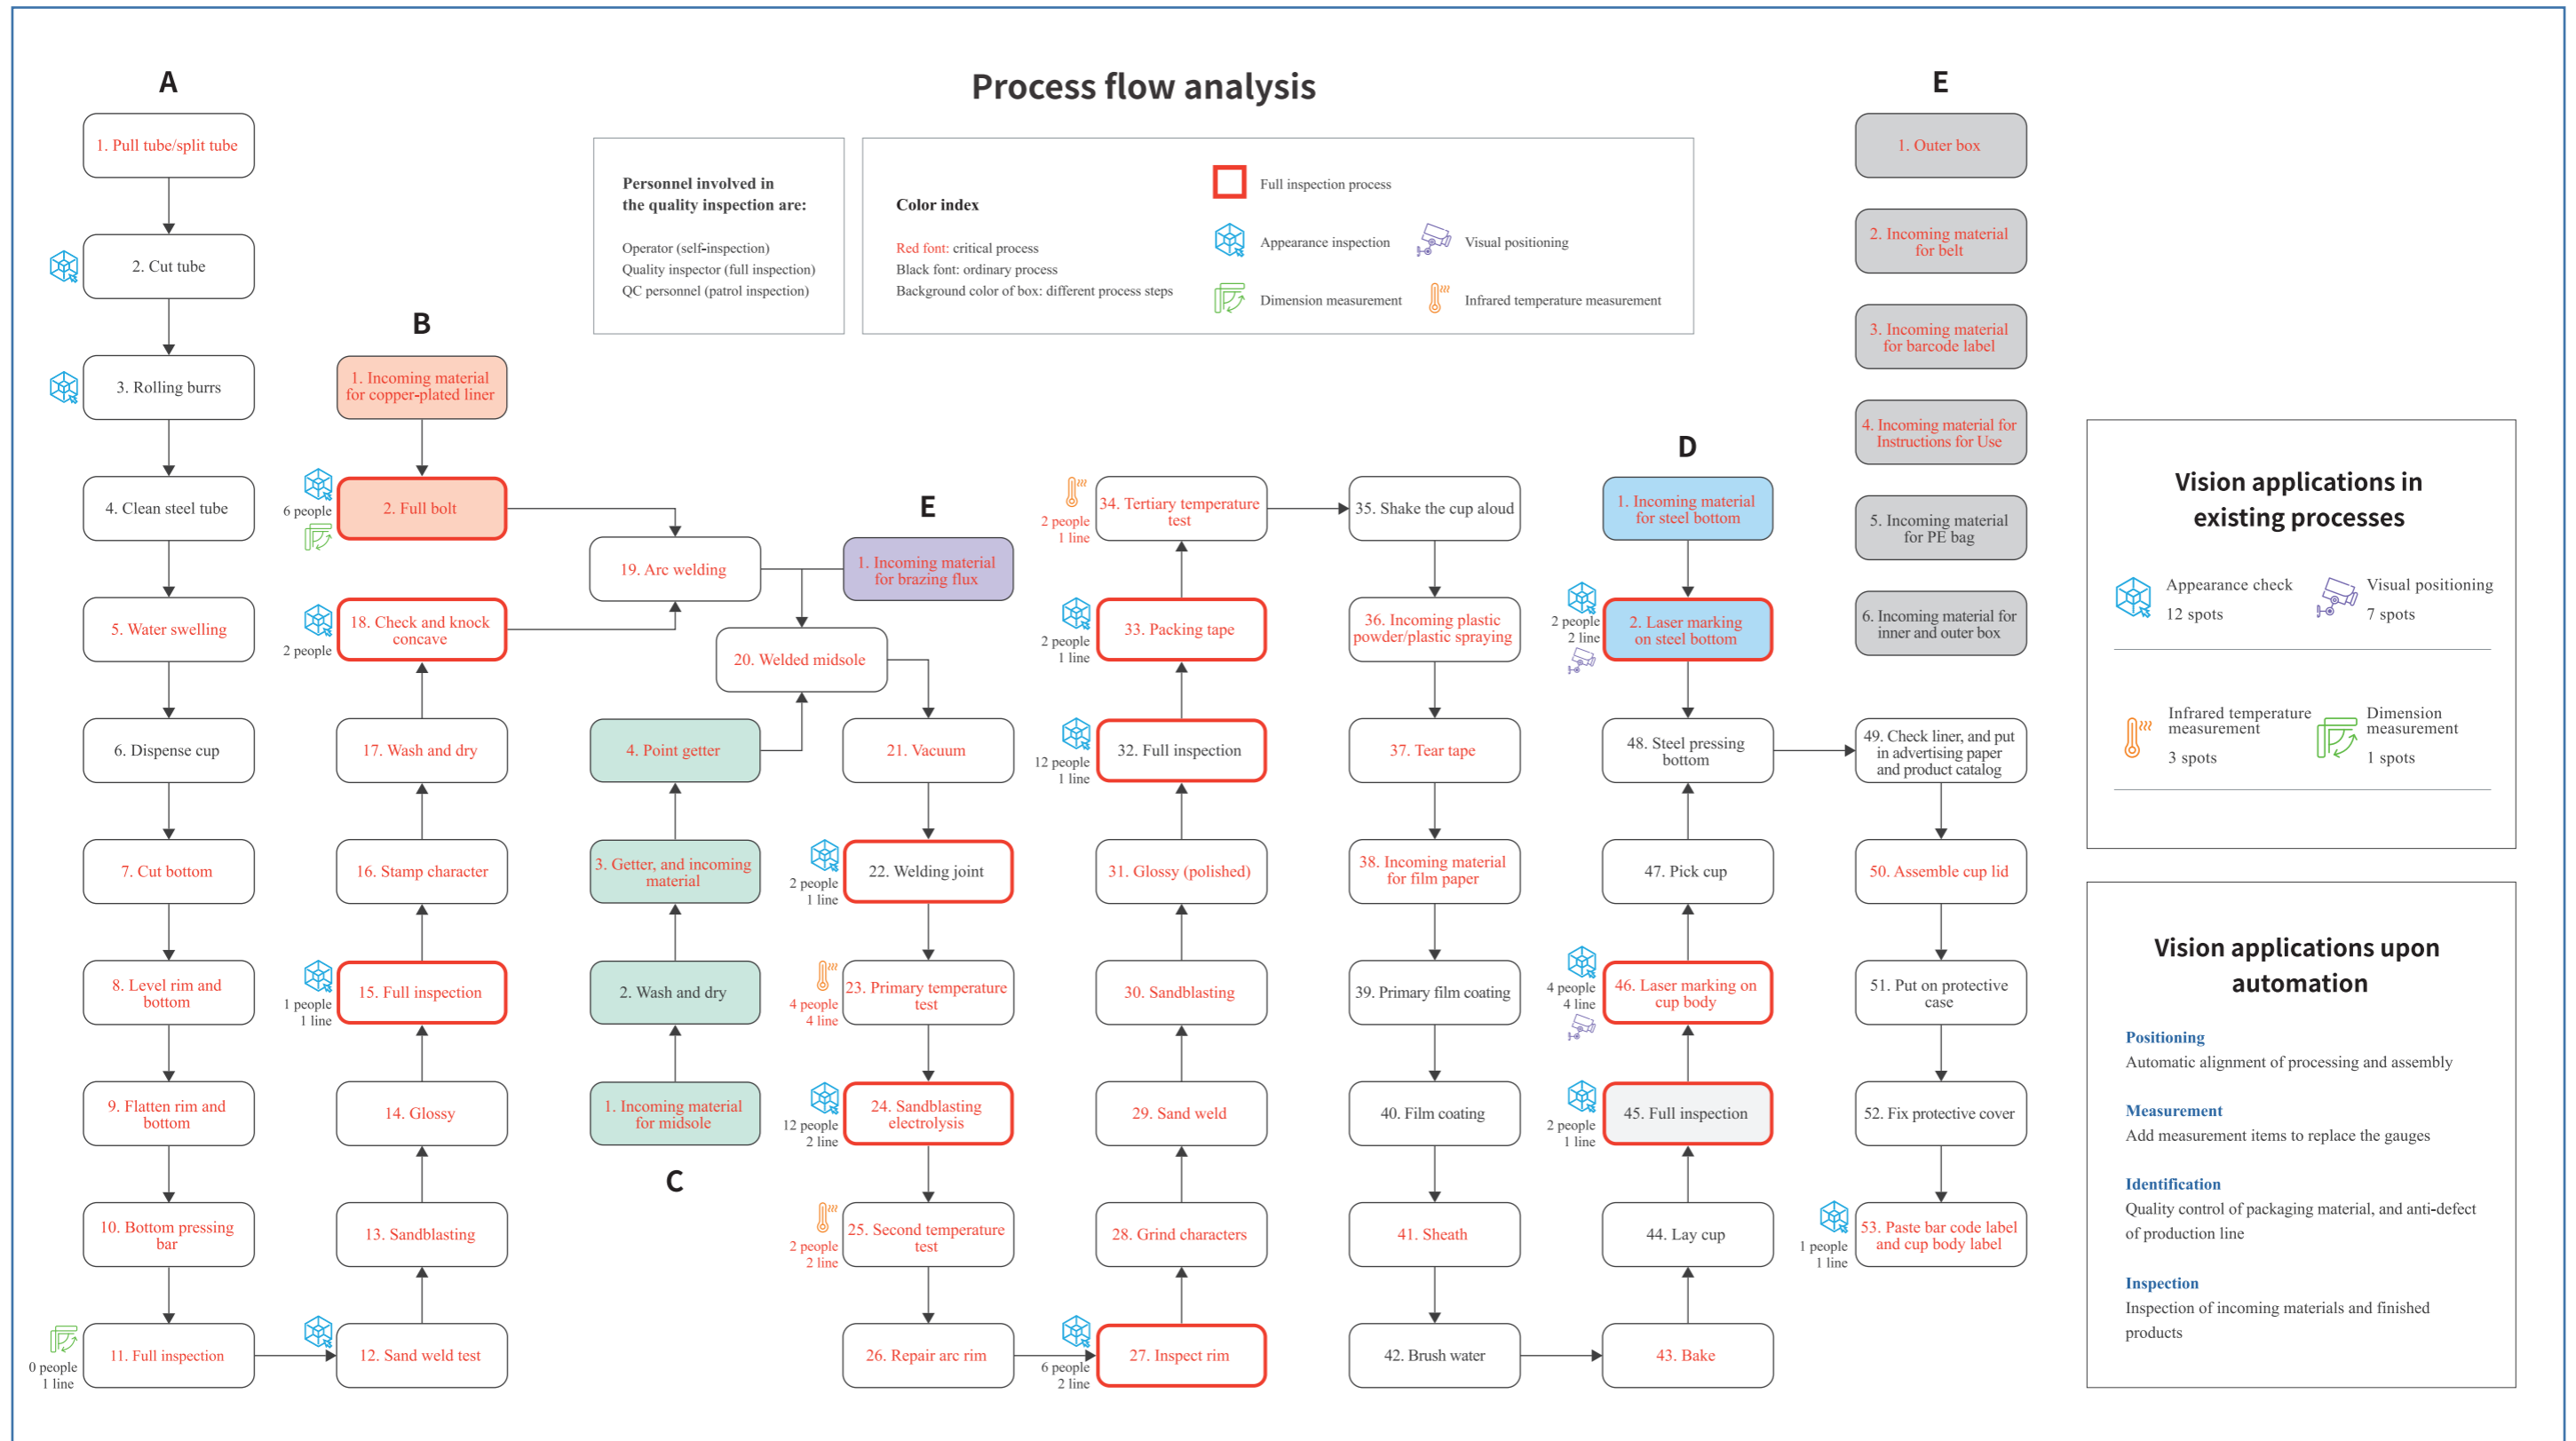 Process flow analysis
A
1. Pull tube/split tube
2. Cut tube
3. Rolling burrs
4. Clean steel tube
5. Water swelling
6. Dispense cup
7. Cut bottom
8. Level rim and
bottom
9. Flatten rim and
bottom
10. Bottom pressing
bar
0 people
1 line
11. Full inspection
B
1. Incoming material
for copper-plated liner
6 people
2. Full bolt
2 people
18. Check and knock
concave
17. Wash and dry
16. Stamp character
1 people
1 line
15. Full inspection
14. Glossy
13. Sandblasting
12. Sand weld test
Personnel involved in
the quality inspection are:
Operator (self-inspection)
Quality inspector (full inspection)
QC personnel (patrol inspection)
Color index
Red font: critical process
Black font: ordinary process
Background color of box: different process steps
Full inspection process
Appearance inspection
Visual positioning
Dimension measurement
Infrared temperature measurement
19. Arc welding
20. Welded midsole
4. Point getter
3. Getter, and incoming
material
2. Wash and dry
1. Incoming material
for midsole
C
E
1. Incoming material
for brazing flux
21. Vacuum
2 people
1 line
22. Welding joint
4 people
4 line
23. Primary temperature
test
12 people
2 line
24. Sandblasting
electrolysis
2 people
2 line
25. Second temperature
test
26. Repair arc rim
2 people
1 line
34. Tertiary temperature
test
2 people
1 line
33. Packing tape
12 people
1 line
32. Full inspection
31. Glossy (polished)
30. Sandblasting
29. Sand weld
28. Grind characters
6 people
2 line
27. Inspect rim
35. Shake the cup aloud
36. Incoming plastic
powder/plastic spraying
37. Tear tape
38. Incoming material
for film paper
39. Primary film coating
40. Film coating
41. Sheath
42. Brush water
D
1. Incoming material
for steel bottom
2 people
2 line
2. Laser marking
on steel bottom
48. Steel pressing
bottom
47. Pick cup
4 people
4 line
46. Laser marking on
cup body
2 people
1 line
45. Full inspection
44. Lay cup
43. Bake
E
1. Outer box
2. Incoming material
for belt
3. Incoming material
for barcode label
4. Incoming material for
Instructions for Use
5. Incoming material
for PE bag
6. Incoming material for
inner and outer box
49. Check liner, and put
in advertising paper
and product catalog
50. Assemble cup lid
51. Put on protective
case
52. Fix protective cover
1 people
1 line
53. Paste bar code label
and cup body label
Vision applications in
existing processes
Appearance check
12 spots
Visual positioning
7 spots
Infrared temperature
measurement
3 spots
Dimension
measurement
1 spots
Vision applications upon
automation
Positioning
Automatic alignment of processing and assembly
Measurement
Add measurement items to replace the gauges
Identification
Quality control of packaging material, and anti-defect
of production line
Inspection
Inspection of incoming materials and finished
products